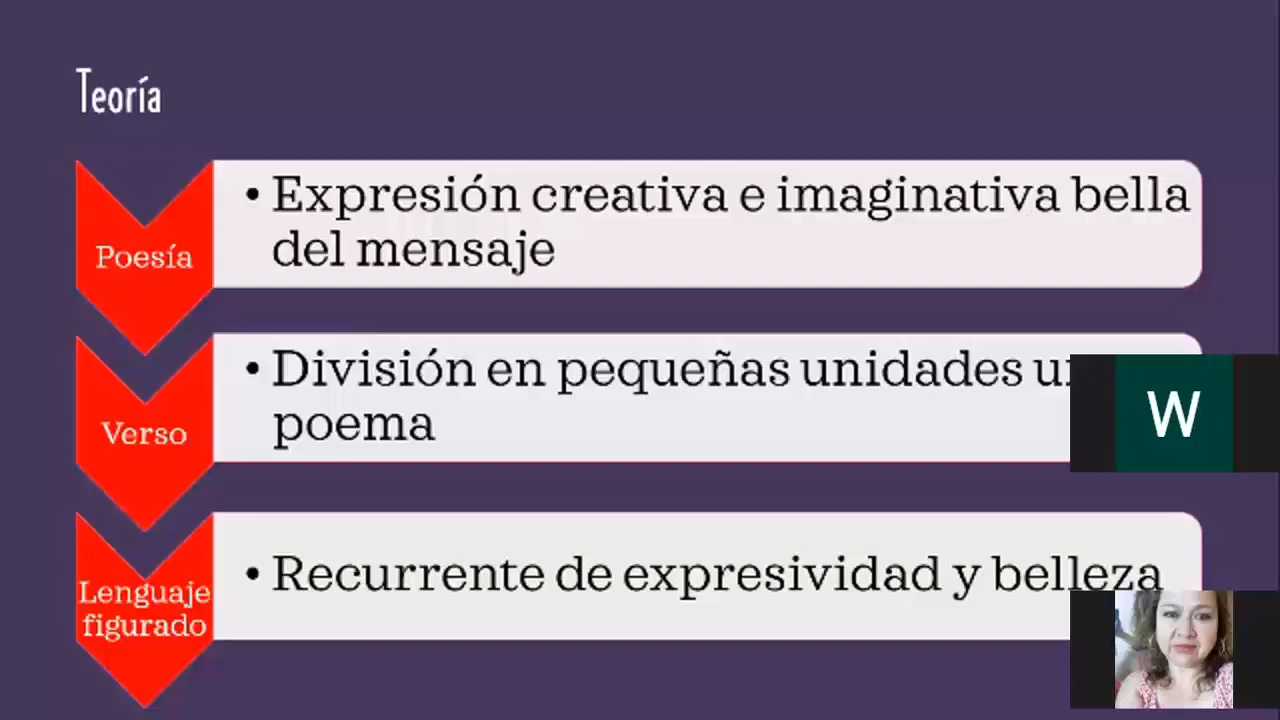 Teoría
Poesía
• Expresión creativa e imaginativa bella
del mensaje
Verso
• División en pequeñas unidades
poema
W
Lenguaje
figurado
• Recurrente de expresividad y belleza